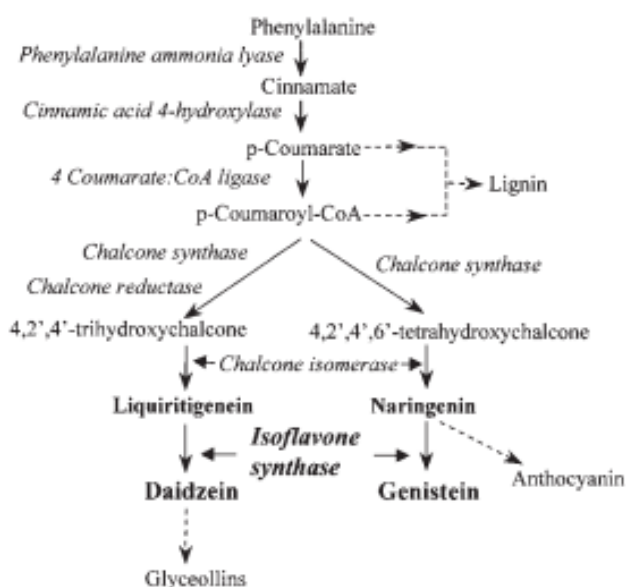 Phenylalanine
Phenylalanine ammonia lyase
Cinnamate
Cinnamic acid 4-hydroxylase
p-Coumarate
4 Coumarate:CoA ligase
Lignin
p-Coumaroyl-CoA
Chalcone synthase
Chalcone synthase
Chalcone reductase
4,2',4'-trihydroxychalcone
4,2',4',6'-tetrahydroxychalcone
Chalcone isomerase
Liquiritigenein
Naringenin
Isoflavone
synthase
Daidzein
Genistein
Anthocyanin
Glyceollins